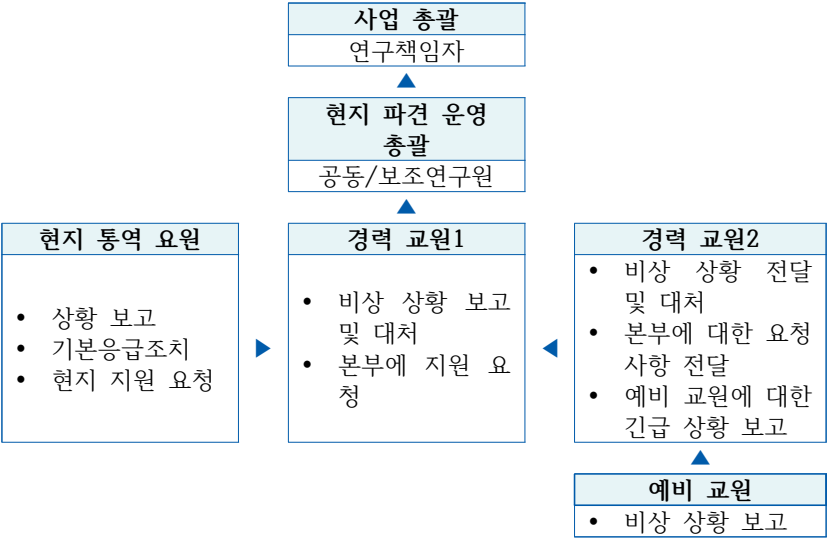 사업 총괄
연구책임자
현지 파견 운영
총괄
공동/보조연구원
현지 통역 요원
• 상황 보고
• 기본응급조치
• 현지 지원 요청
경력 교원1
• 비상 상황 보고
및 대처
• 본부에 지원 요
청
경력 교원2
• 비상 상황 전달
및 대처
• 본부에 대한 요청
사항 전달
• 예비 교원에 대한
긴급 상황 보고
예비 교원
• 비상 상황 보고